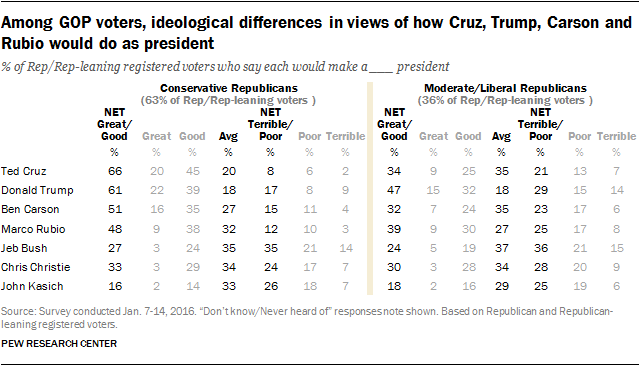 Among GOP voters, ideological differences in views of how Cruz, Trump, Carson and
Rubio would do as president
% of Rep/Rep-leaning registered voters who say each would make a ___ president
Conservative Republicans
(63% of Rep/Rep-leaning voters )
Moderate/Liberal Republicans
(36% of Rep/Rep-leaning voters )
NET Great/Good Great Good Avg NET Terrible/Poor Poor Terrible NET Great/Good Great Good Avg NET Terrible/Poor Poor Terrible
% % % % % % % % % % % % % %
Ted Cruz 66 20 45 20 8 6 2 34 9 25 35 21 13 7
Donald Trump 61 22 39 18 17 8 9 47 15 32 18 29 15 14
Ben Carson 51 16 35 27 15 11 4 32 7 24 35 23 17 6
Marco Rubio 48 9 38 32 12 10 3 39 9 30 27 25 17 8
Jeb Bush 27 3 24 35 35 21 14 24 5 19 37 36 21 15
Chris Christie 33 3 29 34 24 17 7 30 3 28 34 28 20 9
John Kasich 16 2 14 33 26 18 7 18 2 16 29 25 19 6
Source: Survey conducted Jan. 7-14, 2016. “Don’t know/Never heard of” responses note shown. Based on Republican and Republican-
leaning registered voters.
PEW RESEARCH CENTER